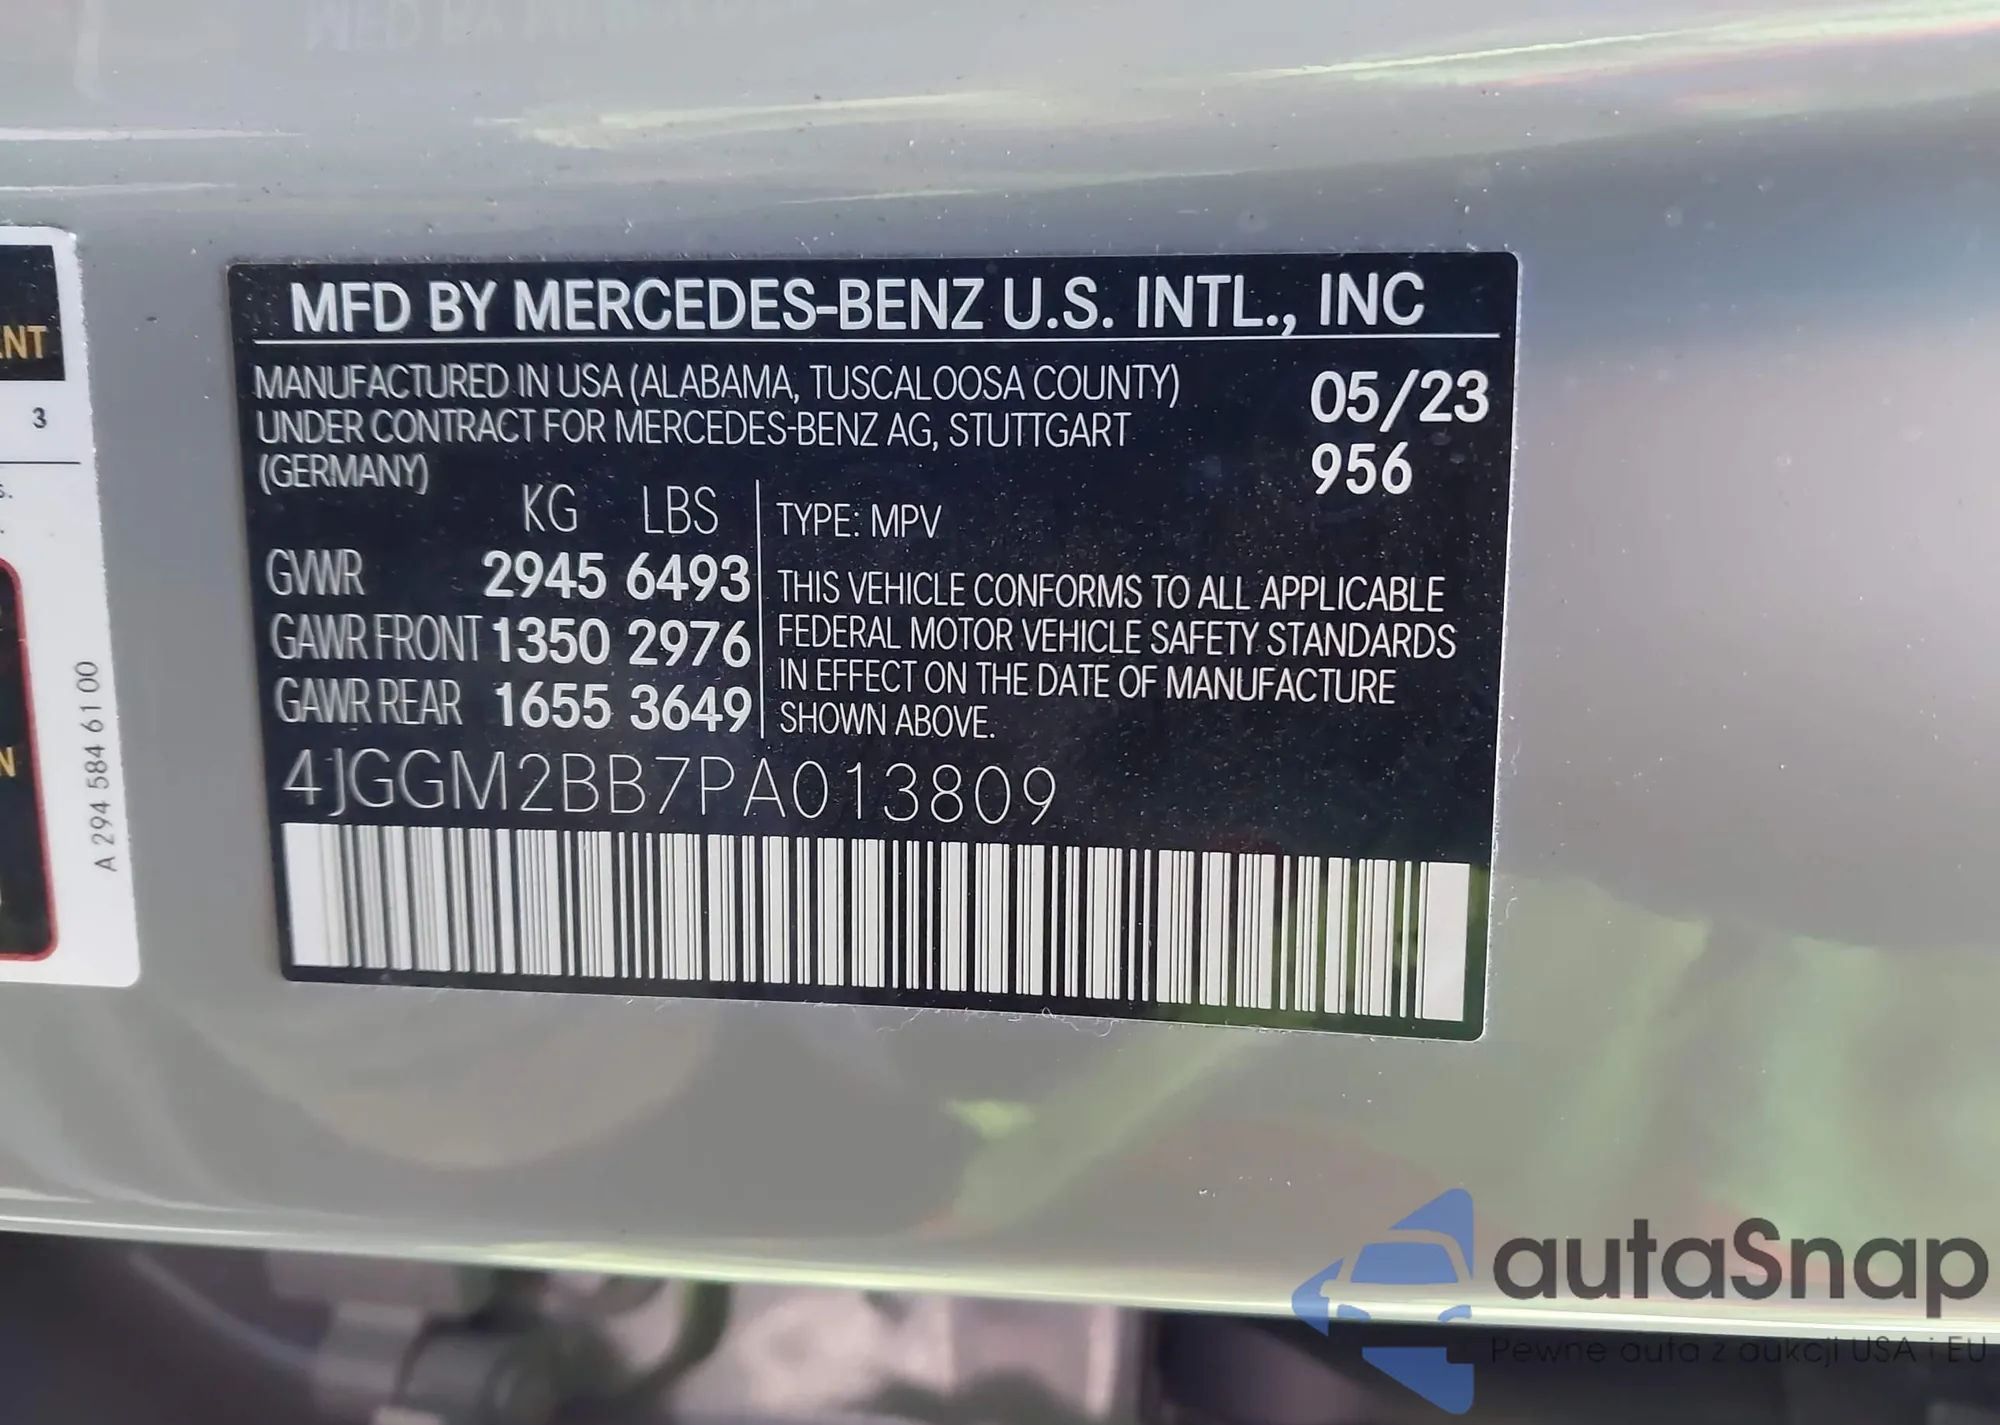 MFD BY MERCEDES-BENZ U.S. INTL., INC
MANUFACTURED IN USA (ALABAMA, TUSCALOOSA COUNTY)
UNDER CONTRACT FOR MERCEDES-BENZ AG, STUTTGART
(GERMANY)
05/23
956
KG LBS
GVWR 2945 6493
GAWR FRONT 1350 2976
GAWR REAR 1655 3649
TYPE: MPV
THIS VEHICLE CONFORMS TO ALL APPLICABLE
FEDERAL MOTOR VEHICLE SAFETY STANDARDS
IN EFFECT ON THE DATE OF MANUFACTURE
SHOWN ABOVE.
4JGGM2BB7PA013809
3
A 294 584 61 00
autaSnap
Pewne auta z aukcji USA i EU